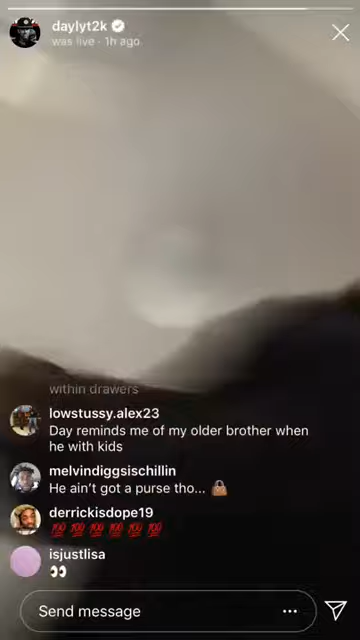 daylyt2k
was live · 1h ago
within drawers
lowstussy.alex23
Day reminds me of my older brother when
he with kids
melvindiggsischillin
He ain't got a purse tho... 👜
derrickisdope19
💯💯💯💯💯💯
isjustlisa
👀
Send message